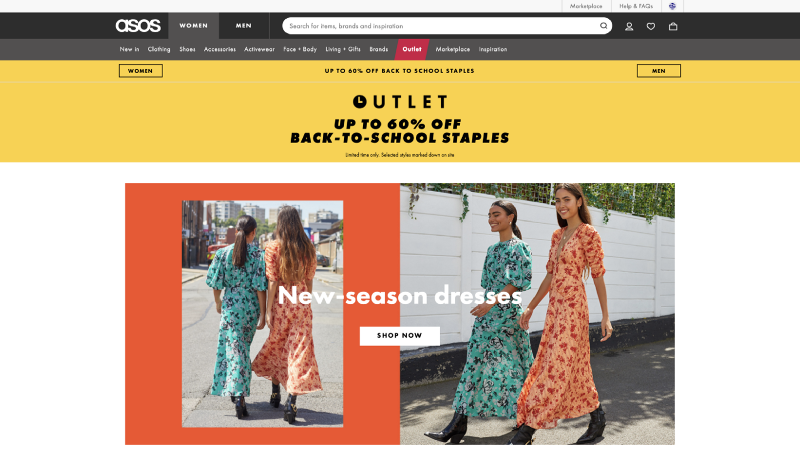 Marketplace
Help & FAQs
asos
WOMEN
MEN
Search for items, brands and inspiration
New in
Clothing
Shoes
Accessories
Activewear
Face + Body
Living + Gifts
Brands
Outlet
Marketplace
Inspiration
WOMEN
UP TO 60% OFF BACK TO SCHOOL STAPLES
MEN
OUTLET
UP TO 60% OFF
BACK-TO-SCHOOL STAPLES
Limited time only. Selected styles marked down on site
New-season dresses
SHOP NOW